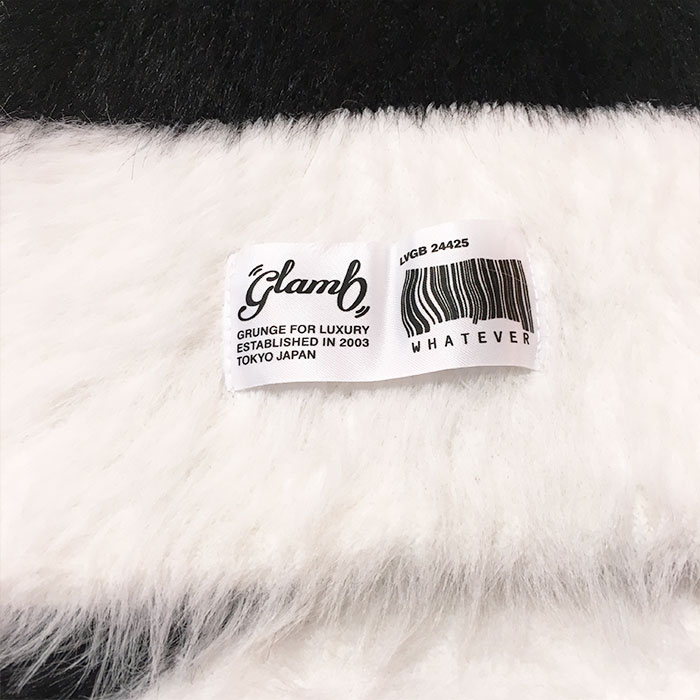 glamb
GRUNGE FOR LUXURY
ESTABLISHED IN 2003
TOKYO JAPAN
LVGB 24425
WHATEVER